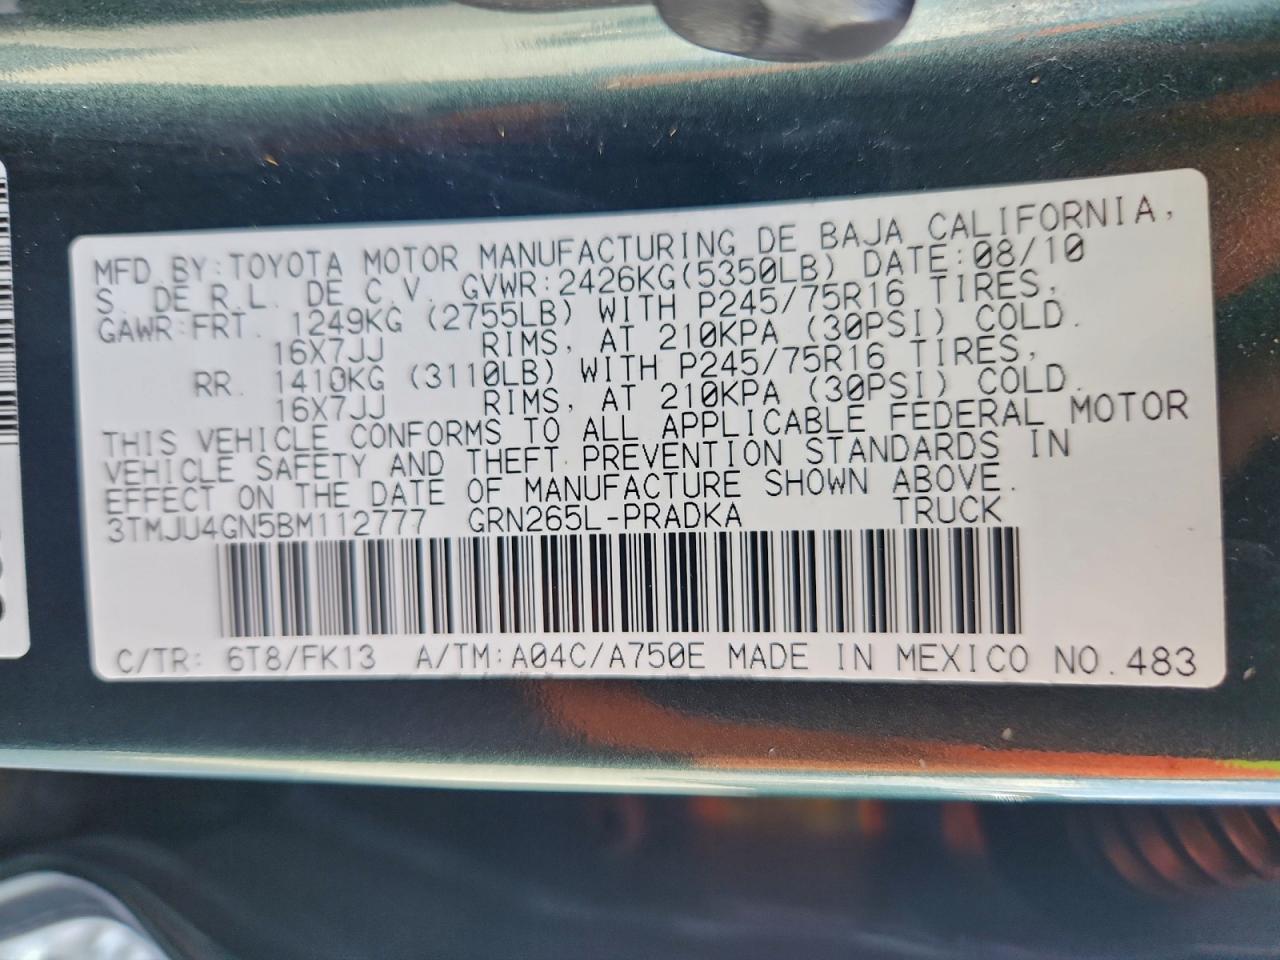 MFD.BY:TOYOTA MOTOR MANUFACTURING DE BAJA CALIFORNIA,
S. DE R.L. DE C.V. GVWR:2426KG(5350LB) DATE:08/10
GAWR:FRT. 1249KG (2755LB) WITH P245/75R16 TIRES,
16X7JJ RIMS, AT 210KPA (30PSI) COLD.
RR. 1410KG (3110LB) WITH P245/75R16 TIRES,
16X7JJ RIMS, AT 210KPA (30PSI) COLD.
THIS VEHICLE CONFORMS TO ALL APPLICABLE FEDERAL MOTOR
VEHICLE SAFETY AND THEFT PREVENTION STANDARDS IN
EFFECT ON THE DATE OF MANUFACTURE SHOWN ABOVE.
3TMJU4GN5BM112777 GRN265L-PRADKA TRUCK
C/TR: 6T8/FK13 A/TM:A04C/A750E MADE IN MEXICO NO.483